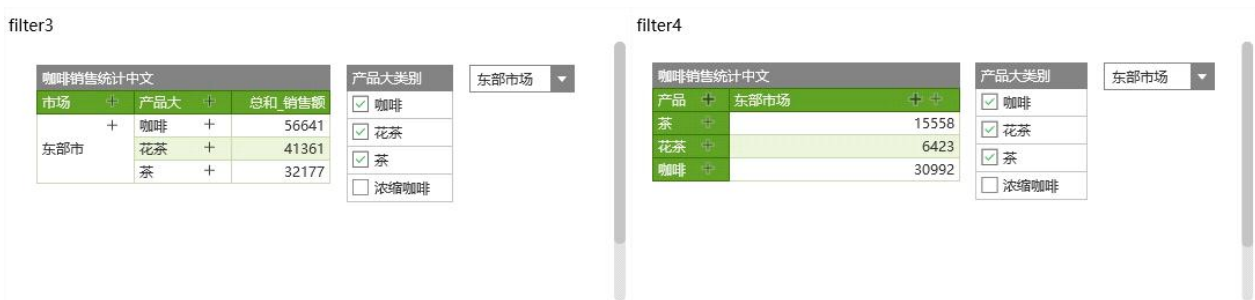 filter3
咖啡销售统计中文
市场 产品大 总和_销售额
东部市
咖啡 56641
花茶 41361
茶 32177
产品大类别
咖啡
花茶
茶
浓缩咖啡
东部市场
filter4
咖啡销售统计中文
产品 东部市场
茶 15558
花茶 6423
咖啡 30992
产品大类别
咖啡
花茶
茶
浓缩咖啡
东部市场